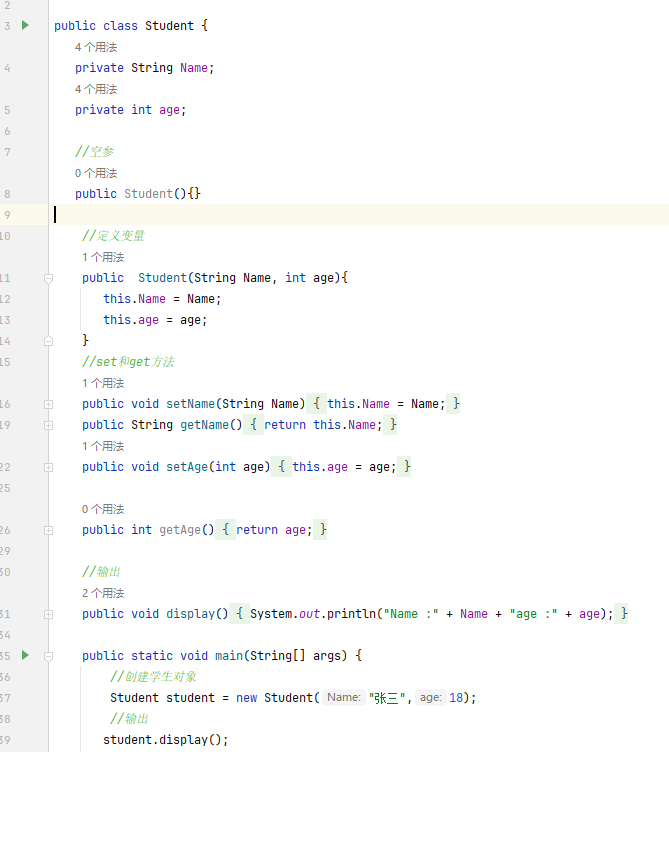 2
3 public class Student {
4 个用法
4 private String Name;
4 个用法
5 private int age;
6
7 //空参
0 个用法
8 public Student(){}
9
10 //定义变量
1 个用法
11 public  Student(String Name, int age){
12 this.Name = Name;
13 this.age = age;
14 }
15 //set和get方法
1 个用法
16 public void setName(String Name) { this.Name = Name; }
19 public String getName() { return this.Name; }
1 个用法
22 public void setAge(int age) { this.age = age; }
25
0 个用法
26 public int getAge() { return age; }
29
30 //输出
2 个用法
31 public void display() { System.out.println("Name :" + Name + "age :" + age); }
34
35 public static void main(String[] args) {
36 //创建学生对象
37 Student student = new Student( Name: "张三", age: 18);
38 //输出
39 student.display();